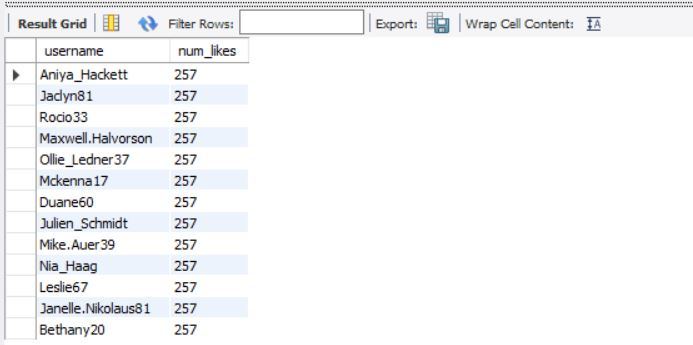 Result Grid Filter Rows: Export: Wrap Cell Content: IA
username num_likes
Aniya_Hackett 257
Jaclyn81 257
Rocio33 257
Maxwell.Halvorson 257
Ollie_Ledner37 257
Mckenna17 257
Duane60 257
Julien_Schmidt 257
Mike.Auer39 257
Nia_Haag 257
Leslie67 257
Janelle.Nikolaus81 257
Bethany20 257